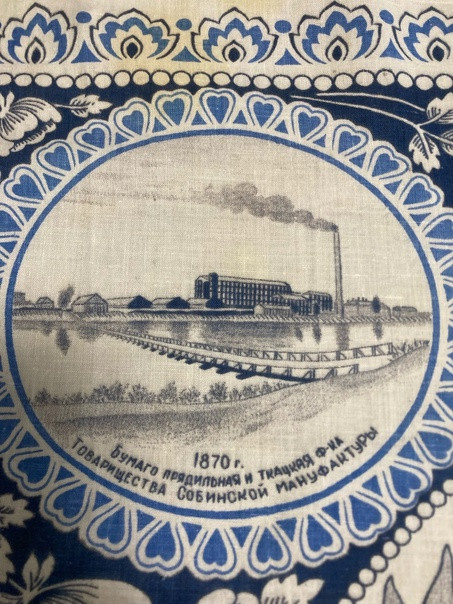 1870 г.
Бумаго прядильная и ткацкая ф-ка
Товарищества Собинской мануфактуры